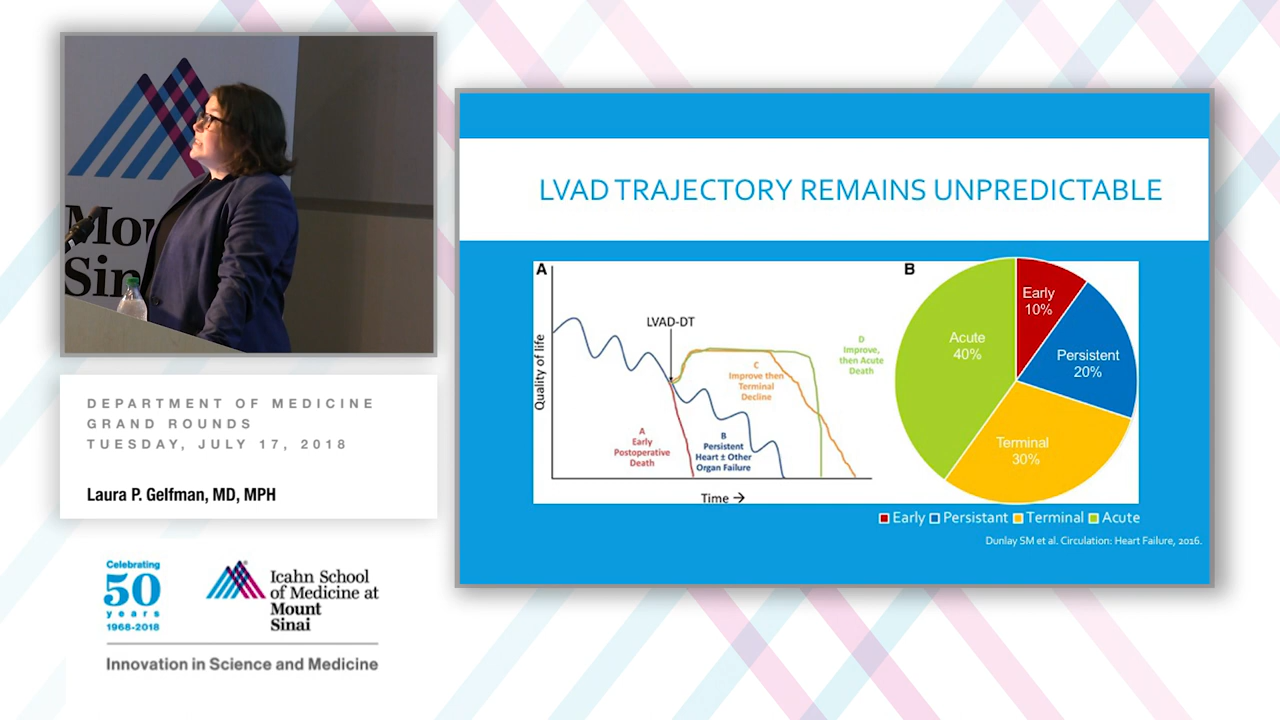 Mou
Sin
DEPARTMENT OF MEDICINE
GRAND ROUNDS
TUESDAY, JULY 17, 2018
Laura P. Gelfman, MD, MPH
Celebrating
50
years
1968-2018
Icahn School
of Medicine at
Mount
Sinai
Innovation in Science and Medicine
LVAD TRAJECTORY REMAINS UNPREDICTABLE
A
Quality of life
LVAD-DT
A
Early
Postoperative
Death
B
Persistent
Heart ± Other
Organ Failure
C
Improve then
Terminal
Decline
D
Improve,
then Acute
Death
Time →
B
Early
10%
Persistent
20%
Terminal
30%
Acute
40%
Early Persistant Terminal Acute
Dunlay SM et al. Circulation: Heart Failure, 2016.